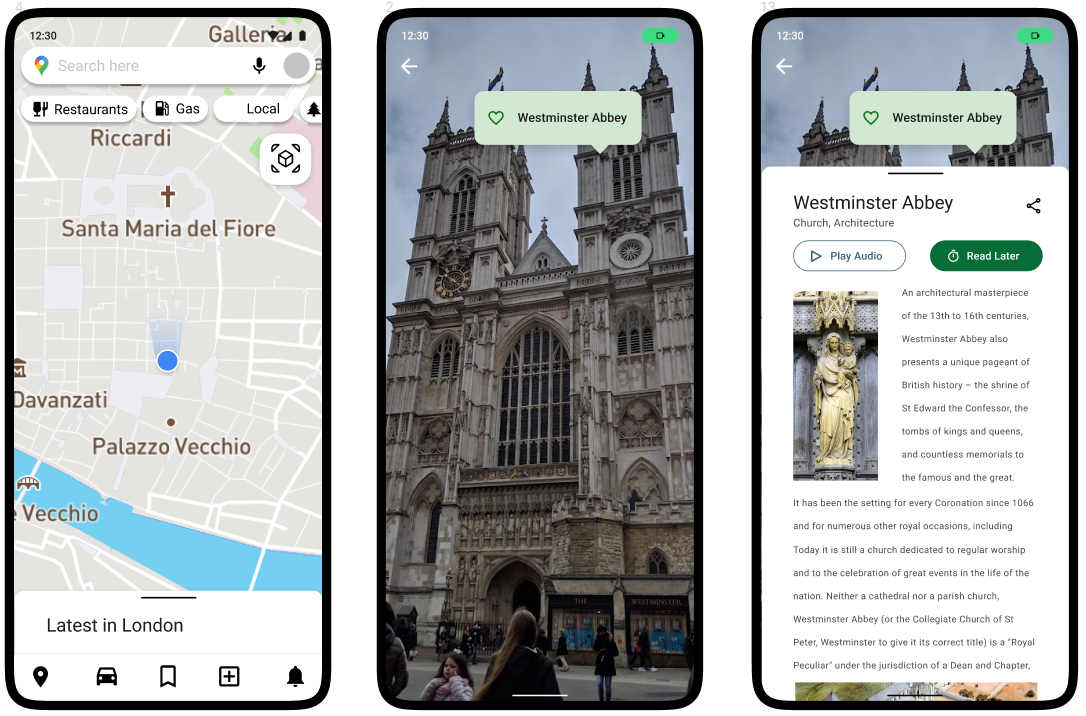 4
12:30
Galleria
Search here
Restaurants
Gas
Local
Riccardi
Santa Maria del Fiore
Davanzati
Palazzo Vecchio
e Vecchio
Latest in London
2
12:30
Westminster Abbey
THE
WESTMINSTER
13
12:30
Westminster Abbey
Westminster Abbey
Church, Architecture
Play Audio
Read Later
An architectural masterpiece
of the 13th to 16th centuries,
Westminster Abbey also
presents a unique pageant of
British history – the shrine of
St Edward the Confessor, the
tombs of kings and queens,
and countless memorials to
the famous and the great.
It has been the setting for every Coronation since 1066
and for numerous other royal occasions, including
Today it is still a church dedicated to regular worship
and to the celebration of great events in the life of the
nation. Neither a cathedral nor a parish church,
Westminster Abbey (or the Collegiate Church of St
Peter, Westminster to give it its correct title) is a "Royal
Peculiar" under the jurisdiction of a Dean and Chapter,